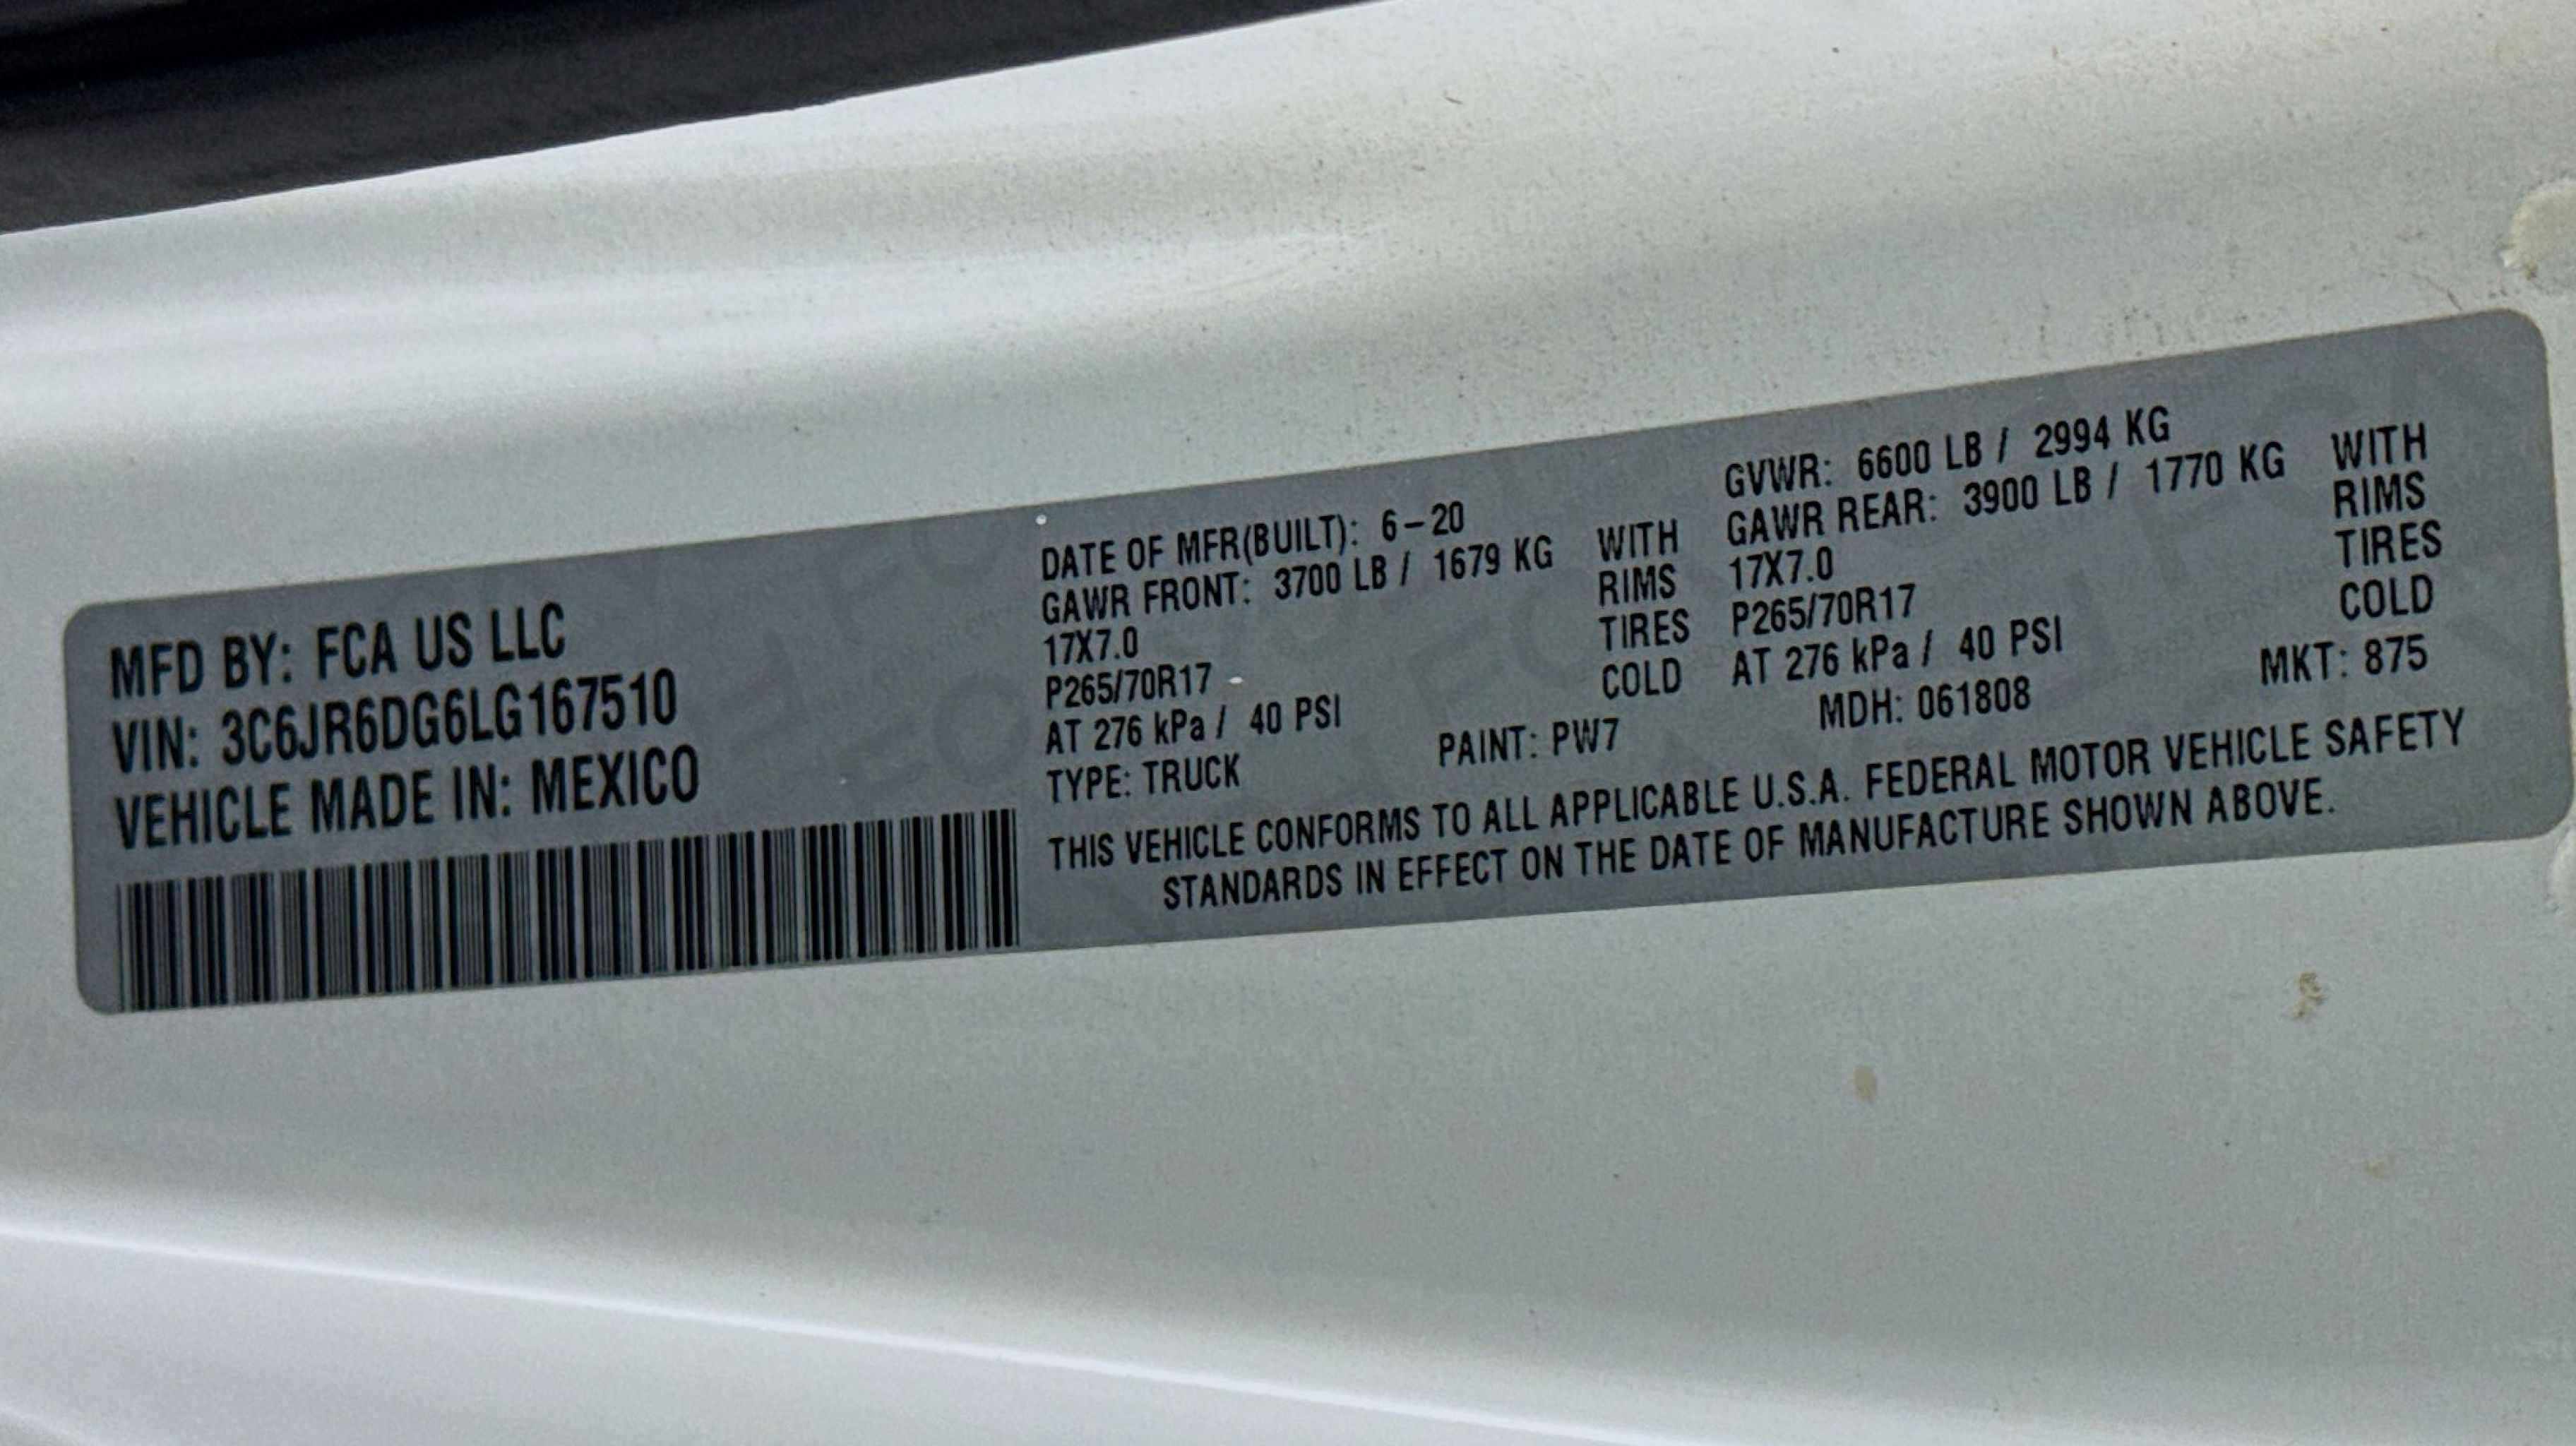 MFD BY: FCA US LLC
VIN: 3C6JR6DG6LG167510
VEHICLE MADE IN: MEXICO
DATE OF MFR(BUILT): 6-20
GAWR FRONT: 3700 LB / 1679 KG WITH
17X7.0 RIMS
P265/70R17 TIRES
AT 276 kPa / 40 PSI COLD
GVWR: 6600 LB / 2994 KG
GAWR REAR: 3900 LB / 1770 KG WITH
17X7.0 RIMS
P265/70R17 TIRES
AT 276 kPa / 40 PSI COLD
TYPE: TRUCK PAINT: PW7 MDH: 061808 MKT: 875
THIS VEHICLE CONFORMS TO ALL APPLICABLE U.S.A. FEDERAL MOTOR VEHICLE SAFETY
STANDARDS IN EFFECT ON THE DATE OF MANUFACTURE SHOWN ABOVE.